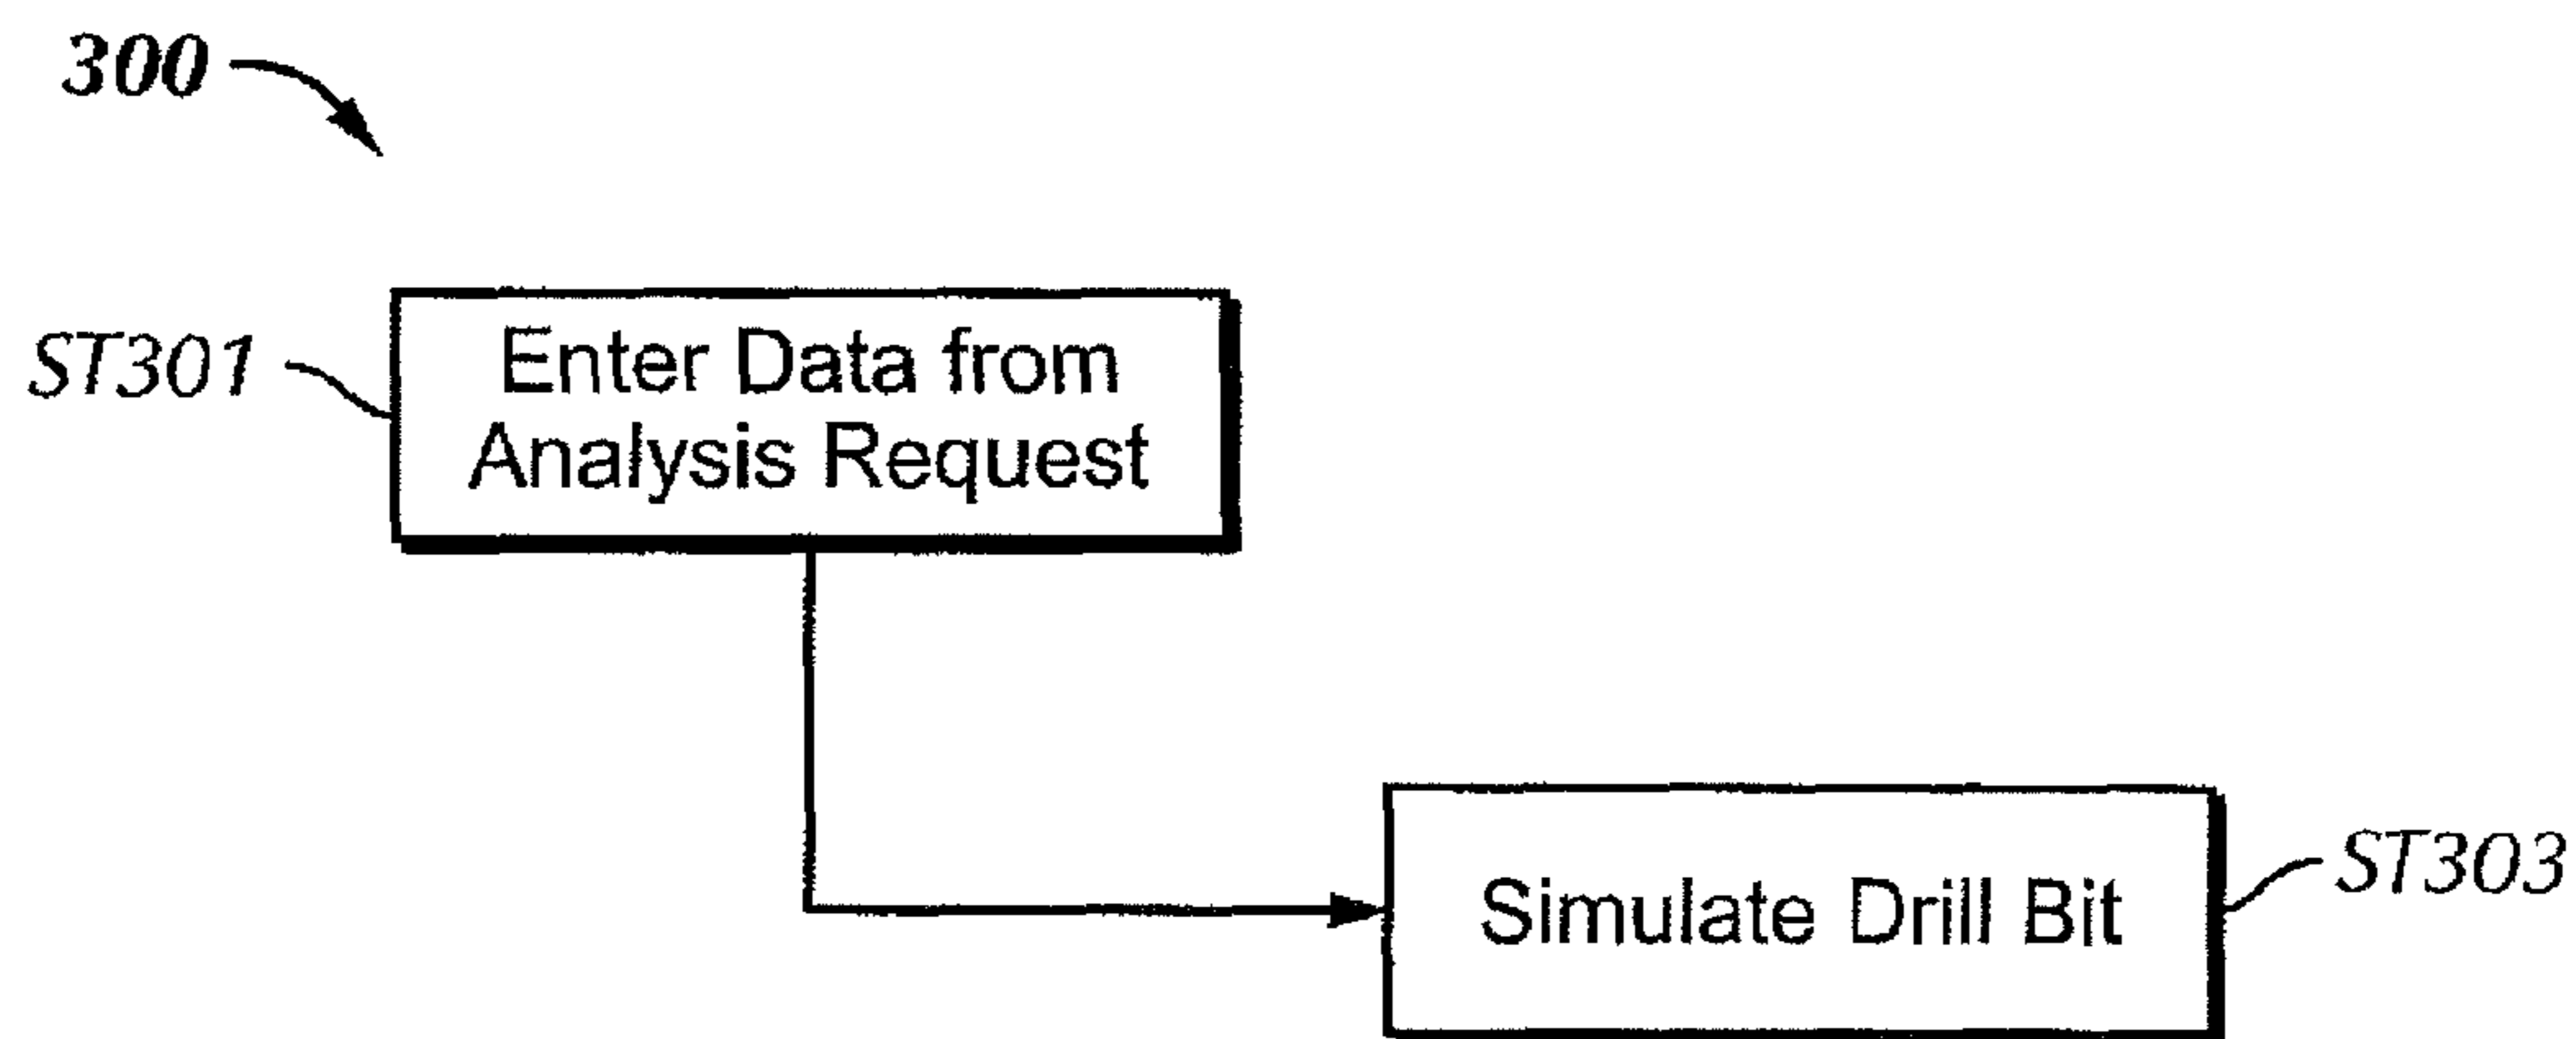 300
ST301
Enter Data from
Analysis Request
Simulate Drill Bit
ST303